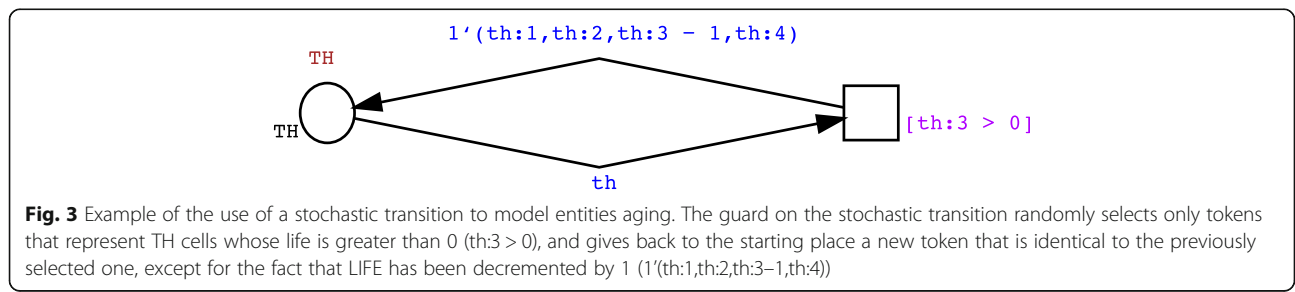 1‘(th:1,th:2,th:3 - 1,th:4)
TH
TH
[th:3 > 0]
th
Fig. 3 Example of the use of a stochastic transition to model entities aging. The guard on the stochastic transition randomly selects only tokens
that represent TH cells whose life is greater than 0 (th:3 > 0), and gives back to the starting place a new token that is identical to the previously
selected one, except for the fact that LIFE has been decremented by 1 (1’(th:1,th:2,th:3–1,th:4))